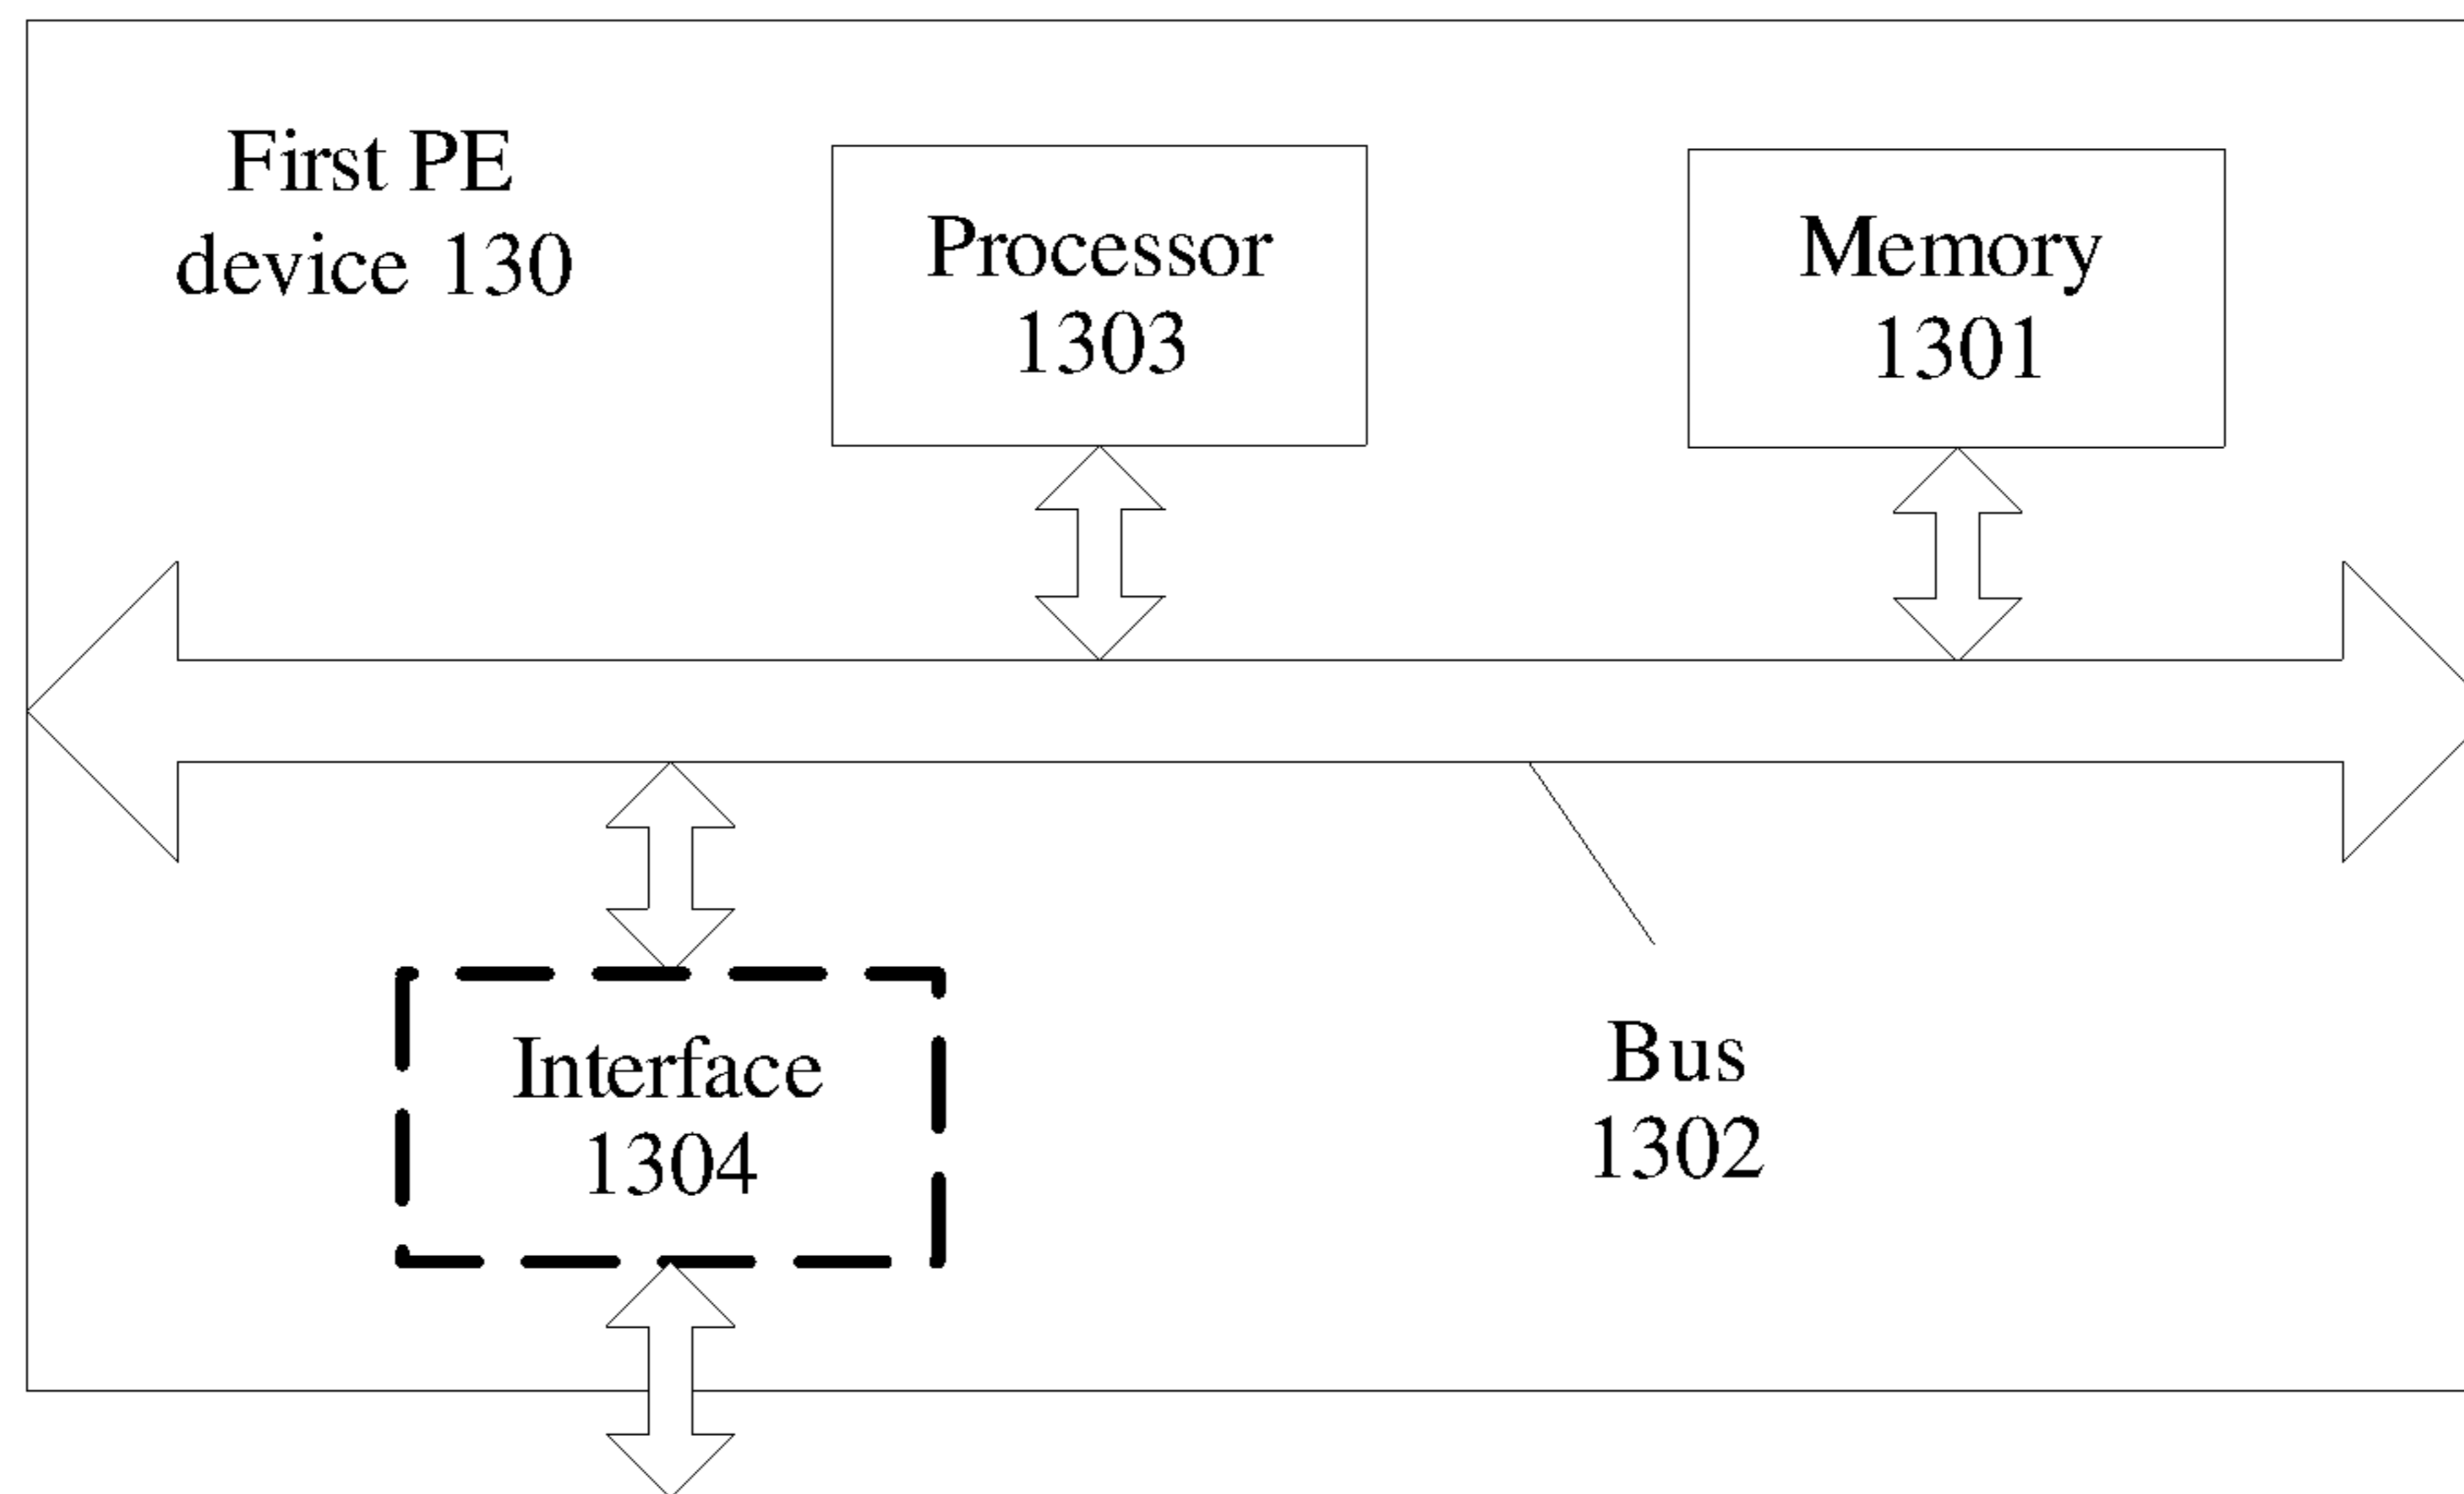 First PE
device 130
Processor
1303
Memory
1301
Interface
1304
Bus
1302